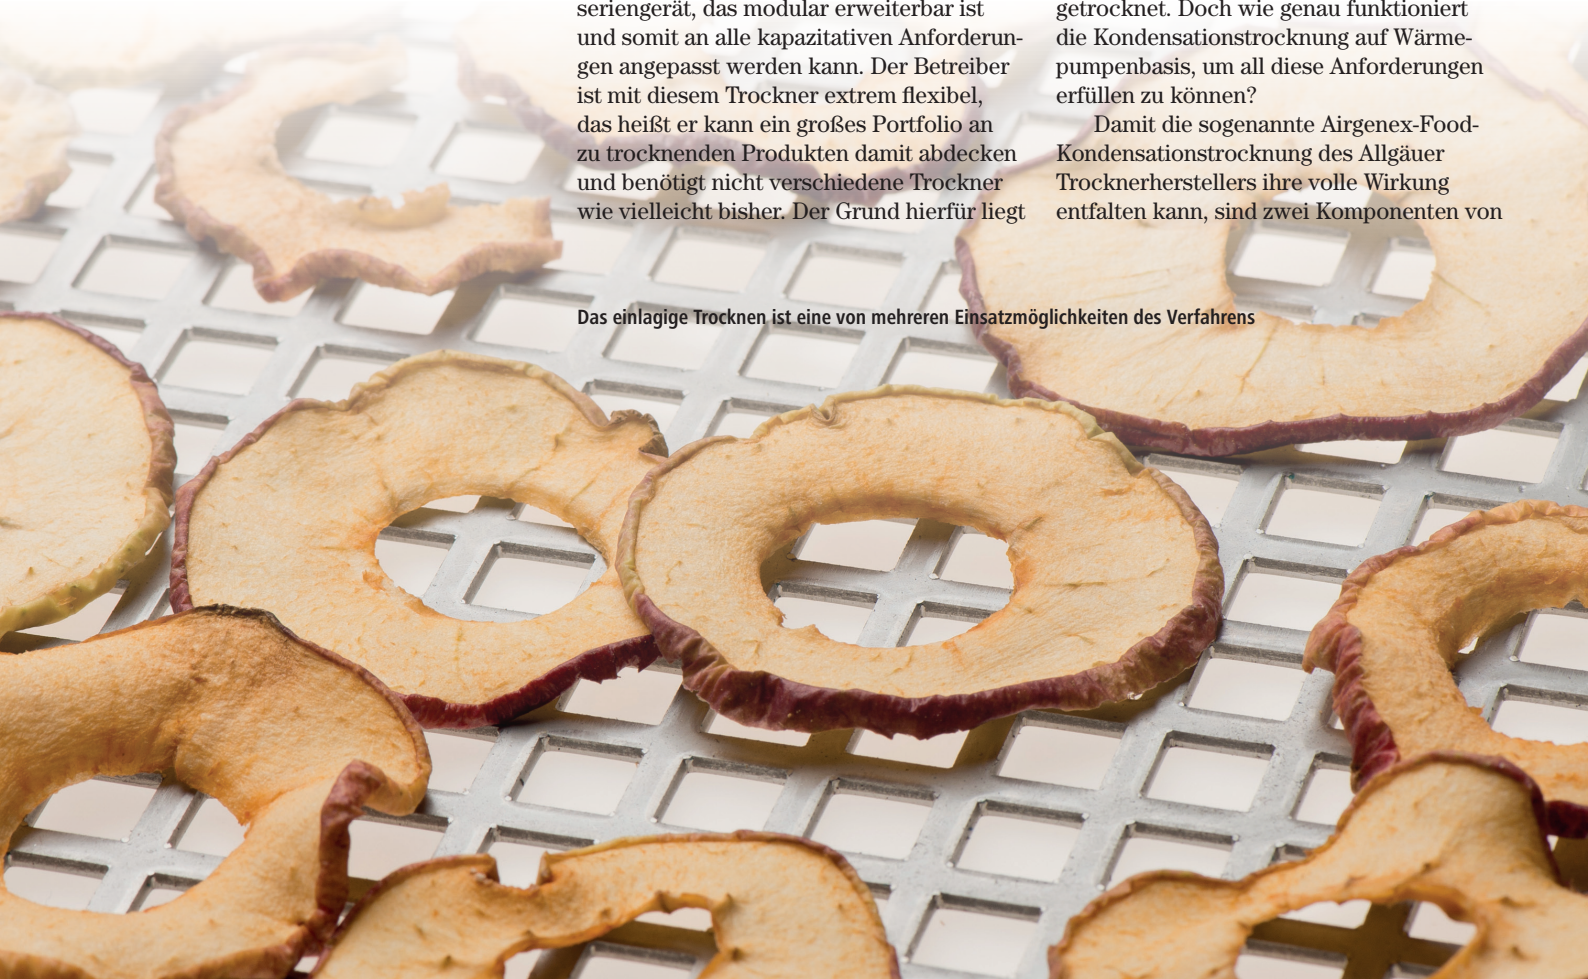 seriengerät, das modular erweiterbar ist
und somit an alle kapazitativen Anforderun-
gen angepasst werden kann. Der Betreiber
ist mit diesem Trockner extrem flexibel,
das heißt er kann ein großes Portfolio an
zu trocknenden Produkten damit abdecken
und benötigt nicht verschiedene Trockner
wie vielleicht bisher. Der Grund hierfür liegt
getrocknet. Doch wie genau funktioniert
die Kondensationstrocknung auf Wärme-
pumpenbasis, um all diese Anforderungen
erfüllen zu können?
Damit die sogenannte Airgenex-Food-
Kondensationstrocknung des Allgäuer
Trocknerherstellers ihre volle Wirkung
entfalten kann, sind zwei Komponenten von
Das einlagige Trocknen ist eine von mehreren Einsatzmöglichkeiten des Verfahrens